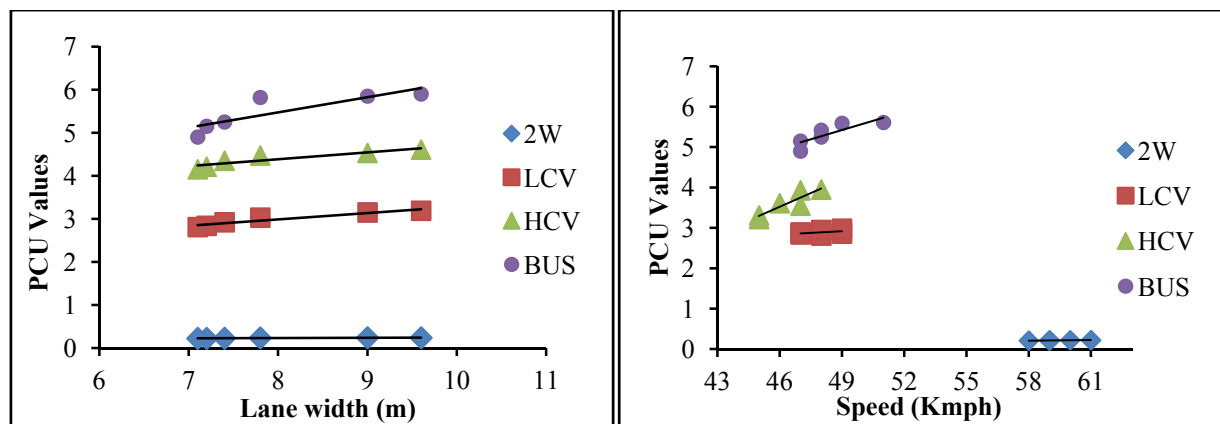 PCU Values
7
6
5
4
3
2
1
0
6 7 8 9 10 11
Lane width (m)
2W
LCV
HCV
BUS
PCU Values
7
6
5
4
3
2
1
0
43 46 49 52 55 58 61
Speed (Kmph)
2W
LCV
HCV
BUS